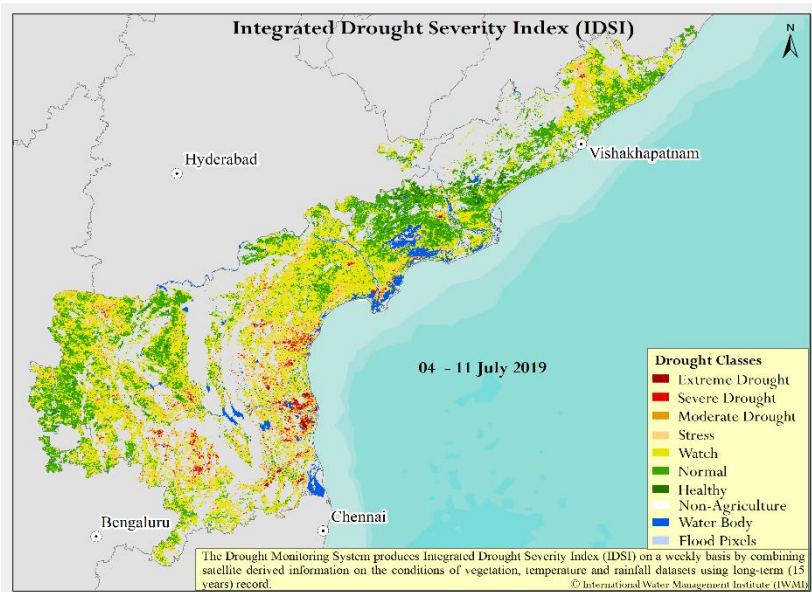 Integrated Drought Severity Index (IDSI)
N
Hyderabad
Vishakhapatnam
04 - 11 July 2019
Drought Classes
Extreme Drought
Severe Drought
Moderate Drought
Stress
Watch
Normal
Healthy
Non-Agriculture
Water Body
Flood Pixels
Bengaluru
Chennai
The Drought Monitoring System produces Integrated Drought Severity Index (IDSI) on a weekly basis by combining
satellite derived information on the conditions of vegetation, temperature and rainfall datasets using long-term (15
years) record.
© International Water Management Institute (IWMI)